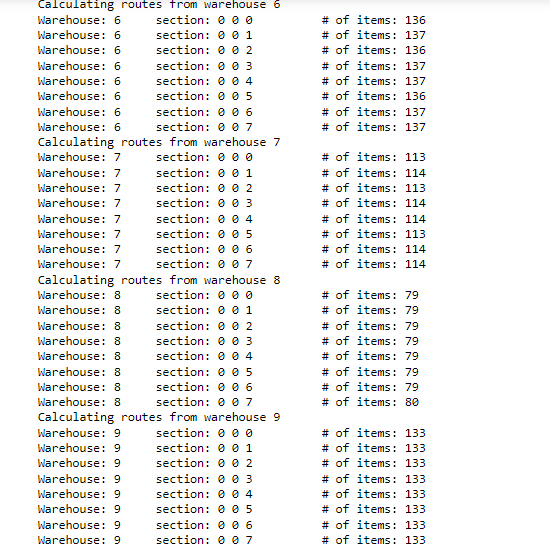 Calculating routes from warehouse 6
Warehouse: 6 section: 0 0 0 # of items: 136
Warehouse: 6 section: 0 0 1 # of items: 137
Warehouse: 6 section: 0 0 2 # of items: 136
Warehouse: 6 section: 0 0 3 # of items: 137
Warehouse: 6 section: 0 0 4 # of items: 137
Warehouse: 6 section: 0 0 5 # of items: 136
Warehouse: 6 section: 0 0 6 # of items: 137
Warehouse: 6 section: 0 0 7 # of items: 137
Calculating routes from warehouse 7
Warehouse: 7 section: 0 0 0 # of items: 113
Warehouse: 7 section: 0 0 1 # of items: 114
Warehouse: 7 section: 0 0 2 # of items: 113
Warehouse: 7 section: 0 0 3 # of items: 114
Warehouse: 7 section: 0 0 4 # of items: 114
Warehouse: 7 section: 0 0 5 # of items: 113
Warehouse: 7 section: 0 0 6 # of items: 114
Warehouse: 7 section: 0 0 7 # of items: 114
Calculating routes from warehouse 8
Warehouse: 8 section: 0 0 0 # of items: 79
Warehouse: 8 section: 0 0 1 # of items: 79
Warehouse: 8 section: 0 0 2 # of items: 79
Warehouse: 8 section: 0 0 3 # of items: 79
Warehouse: 8 section: 0 0 4 # of items: 79
Warehouse: 8 section: 0 0 5 # of items: 79
Warehouse: 8 section: 0 0 6 # of items: 79
Warehouse: 8 section: 0 0 7 # of items: 80
Calculating routes from warehouse 9
Warehouse: 9 section: 0 0 0 # of items: 133
Warehouse: 9 section: 0 0 1 # of items: 133
Warehouse: 9 section: 0 0 2 # of items: 133
Warehouse: 9 section: 0 0 3 # of items: 133
Warehouse: 9 section: 0 0 4 # of items: 133
Warehouse: 9 section: 0 0 5 # of items: 133
Warehouse: 9 section: 0 0 6 # of items: 133
Warehouse: 9 section: 0 0 7 # of items: 133